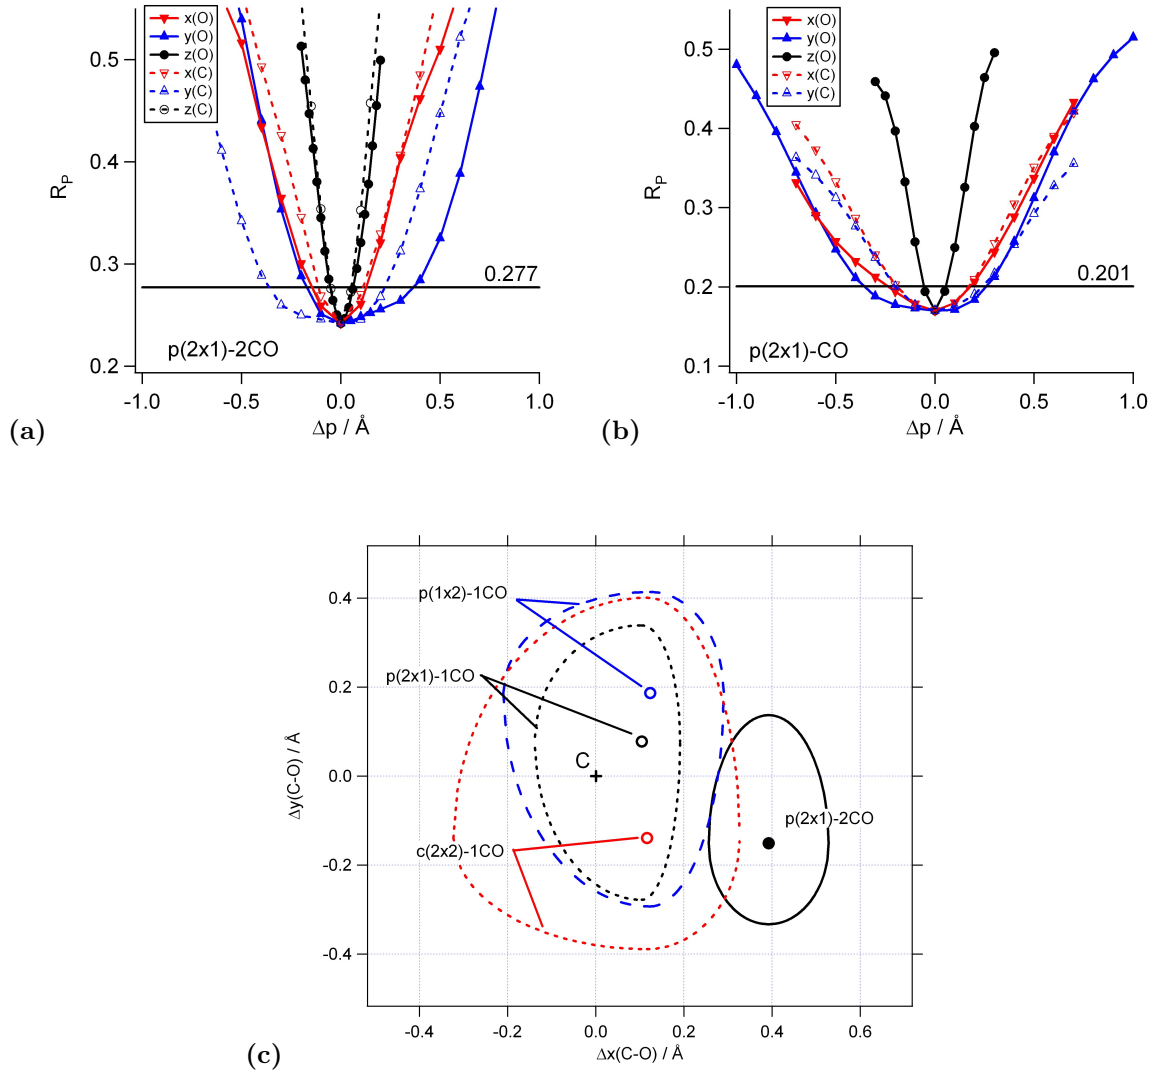 x(O)
y(O)
z(O)
x(C)
y(C)
z(C)
0.5
0.4
0.3
0.2
R_P
0.277
p(2x1)-2CO
-1.0 -0.5 0.0 0.5 1.0
Δp / Å
(a)
x(O)
y(O)
z(O)
x(C)
y(C)
0.5
0.4
0.3
0.2
0.1
R_P
0.201
p(2x1)-CO
-1.0 -0.5 0.0 0.5 1.0
Δp / Å
(b)
0.4
0.2
0.0
-0.2
-0.4
Δy(C-O) / Å
p(1x2)-1CO
p(2x1)-1CO
C
p(2x1)-2CO
c(2x2)-1CO
-0.4 -0.2 0.0 0.2 0.4 0.6
Δx(C-O) / Å
(c)